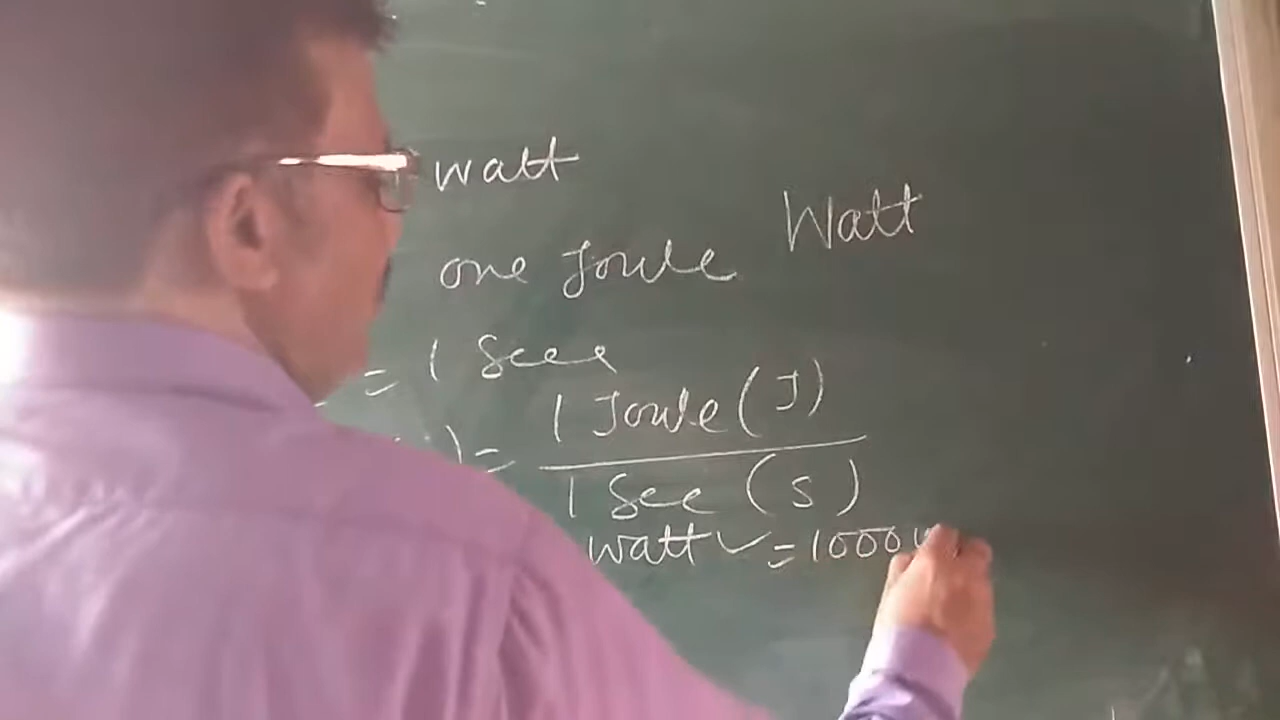 watt
Watt
one Joule
= 1 Sec
) = 1 Joule (J)
1 Sec (S)
watt ✓ = 1000 w